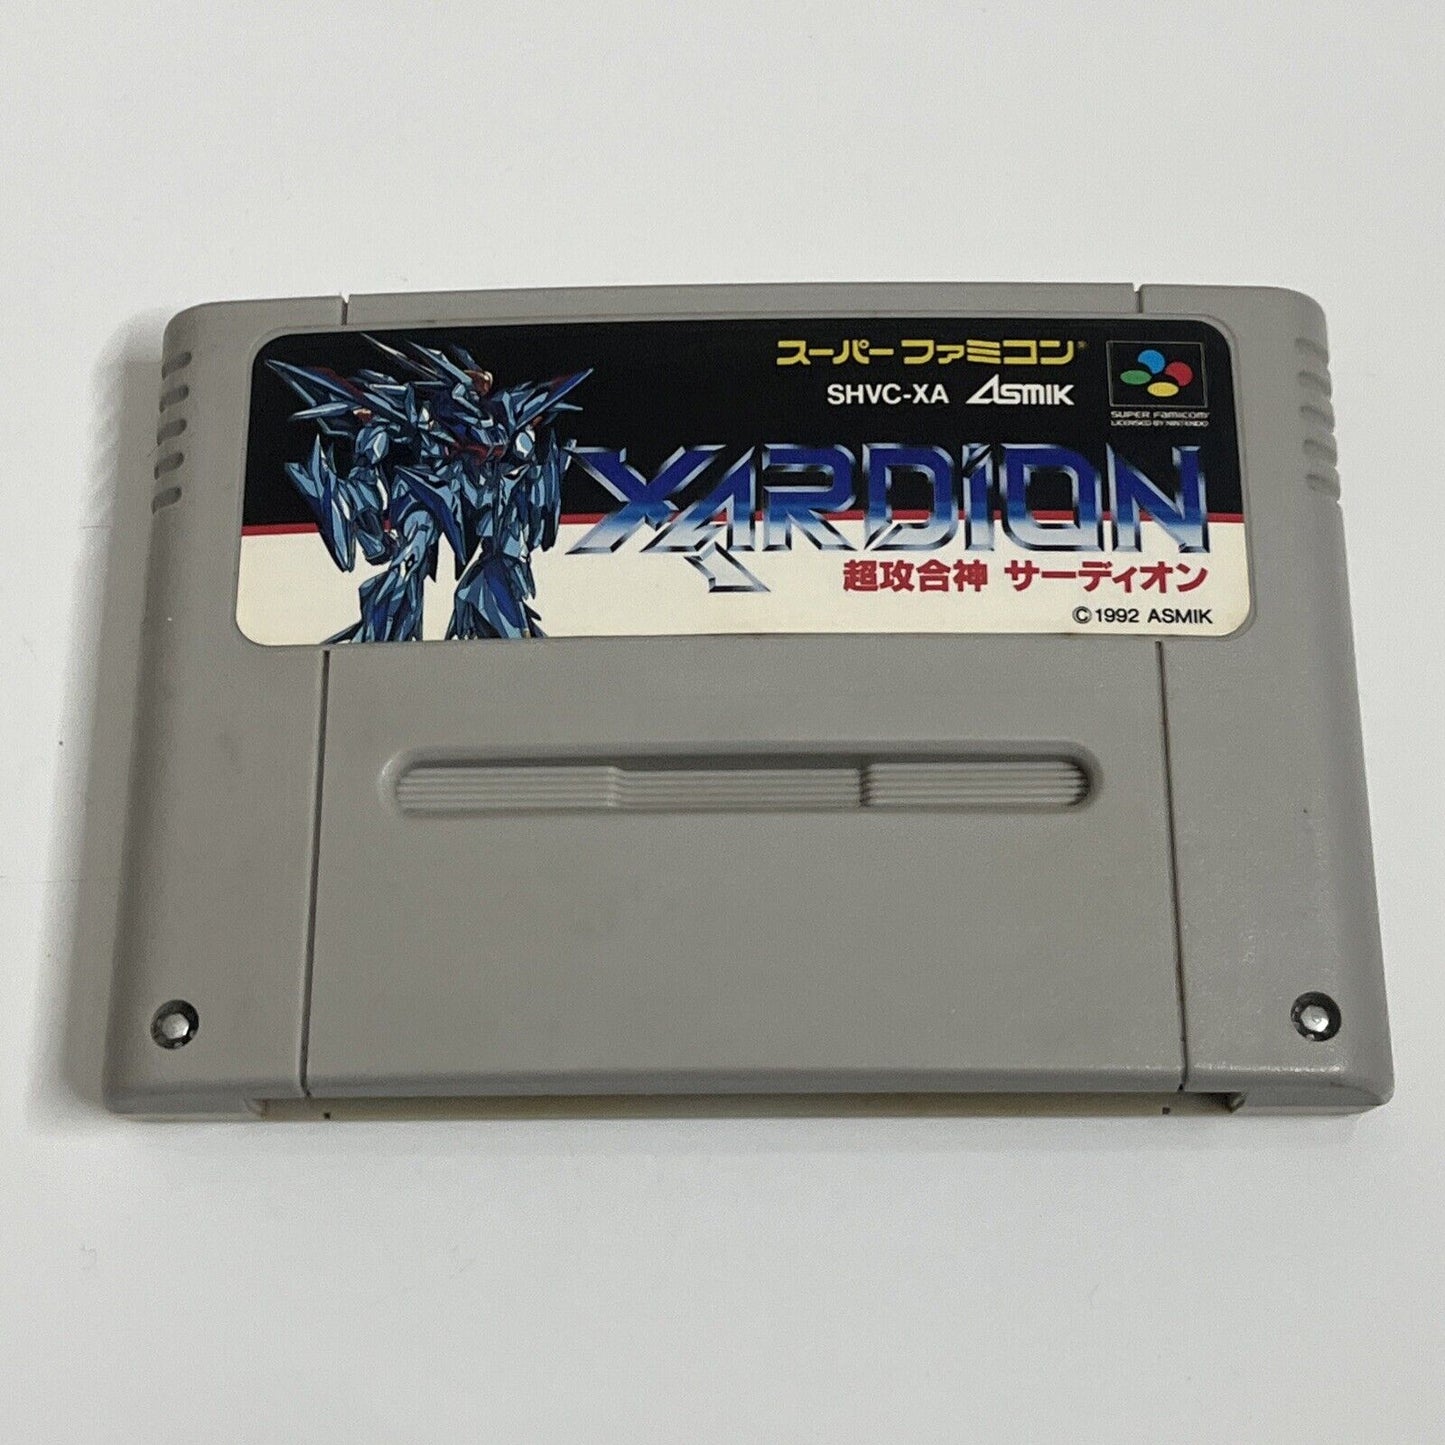 スーパーファミコン®
SHVC-XA ASMIK
SUPER FAMICOM
LICENSED BY NINTENDO
XARDION
超攻合神 サーディオン
©1992 ASMIK